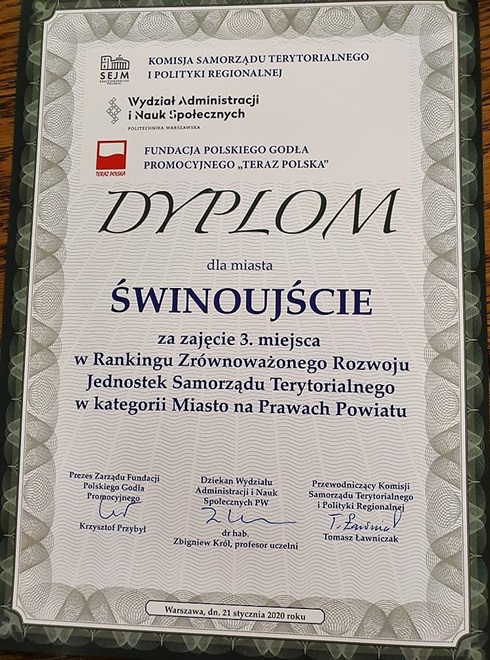 SEJM
KOMISJA SAMORZĄDU TERYTORIALNEGO
I POLITYKI REGIONALNEJ
Wydział Administracji
i Nauk Społecznych
POLITECHNIKA WARSZAWSKA
TERAZ POLSKA
FUNDACJA POLSKIEGO GODŁA
PROMOCYJNEGO „TERAZ POLSKA”
DYPLOM
dla miasta
ŚWINOUJŚCIE
za zajęcie 3. miejsca
w Rankingu Zrównoważonego Rozwoju
Jednostek Samorządu Terytorialnego
w kategorii Miasto na Prawach Powiatu
Prezes Zarządu Fundacji
Polskiego Godła
Promocyjnego
Krzysztof Przybył
Dziekan Wydziału
Administracji i Nauk
Społecznych PW
dr hab.
Zbigniew Król, profesor uczelni
Przewodniczący Komisji
Samorządu Terytorialnego
i Polityki Regionalnej
T. Ławniczak
Tomasz Ławniczak
Warszawa, dn. 21 stycznia 2020 roku